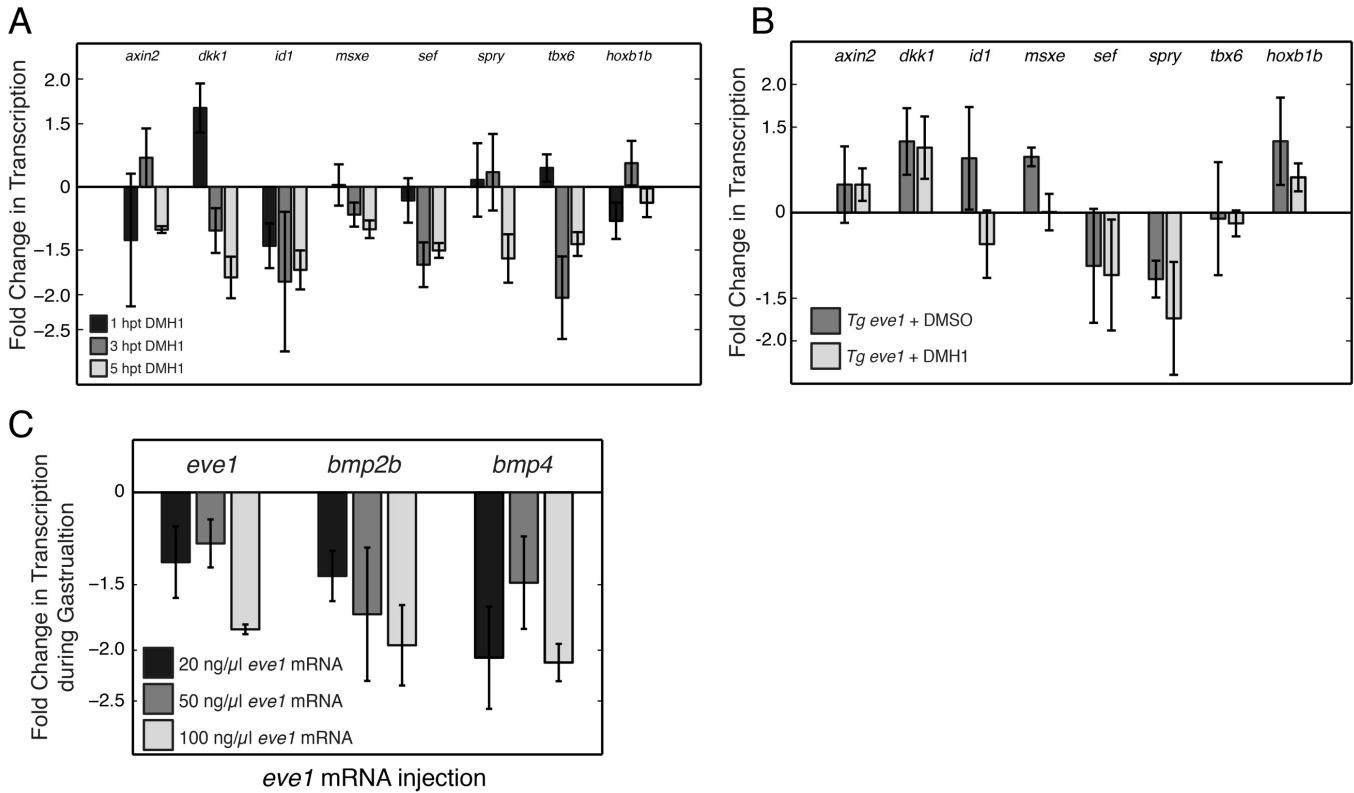 A
axin2 dkk1 id1 msxe sef spry tbx6 hoxb1b
Fold Change in Transcription
2.0
1.5
0
−1.5
−2.0
−2.5
1 hpt DMH1
3 hpt DMH1
5 hpt DMH1
B
axin2 dkk1 id1 msxe sef spry tbx6 hoxb1b
Fold Change in Transcription
2.0
1.5
0
-1.5
-2.0
Tg eve1 + DMSO
Tg eve1 + DMH1
C
eve1 bmp2b bmp4
Fold Change in Transcription
during Gastrualtion
0
−1.5
−2.0
−2.5
20 ng/µl eve1 mRNA
50 ng/µl eve1 mRNA
100 ng/µl eve1 mRNA
eve1 mRNA injection